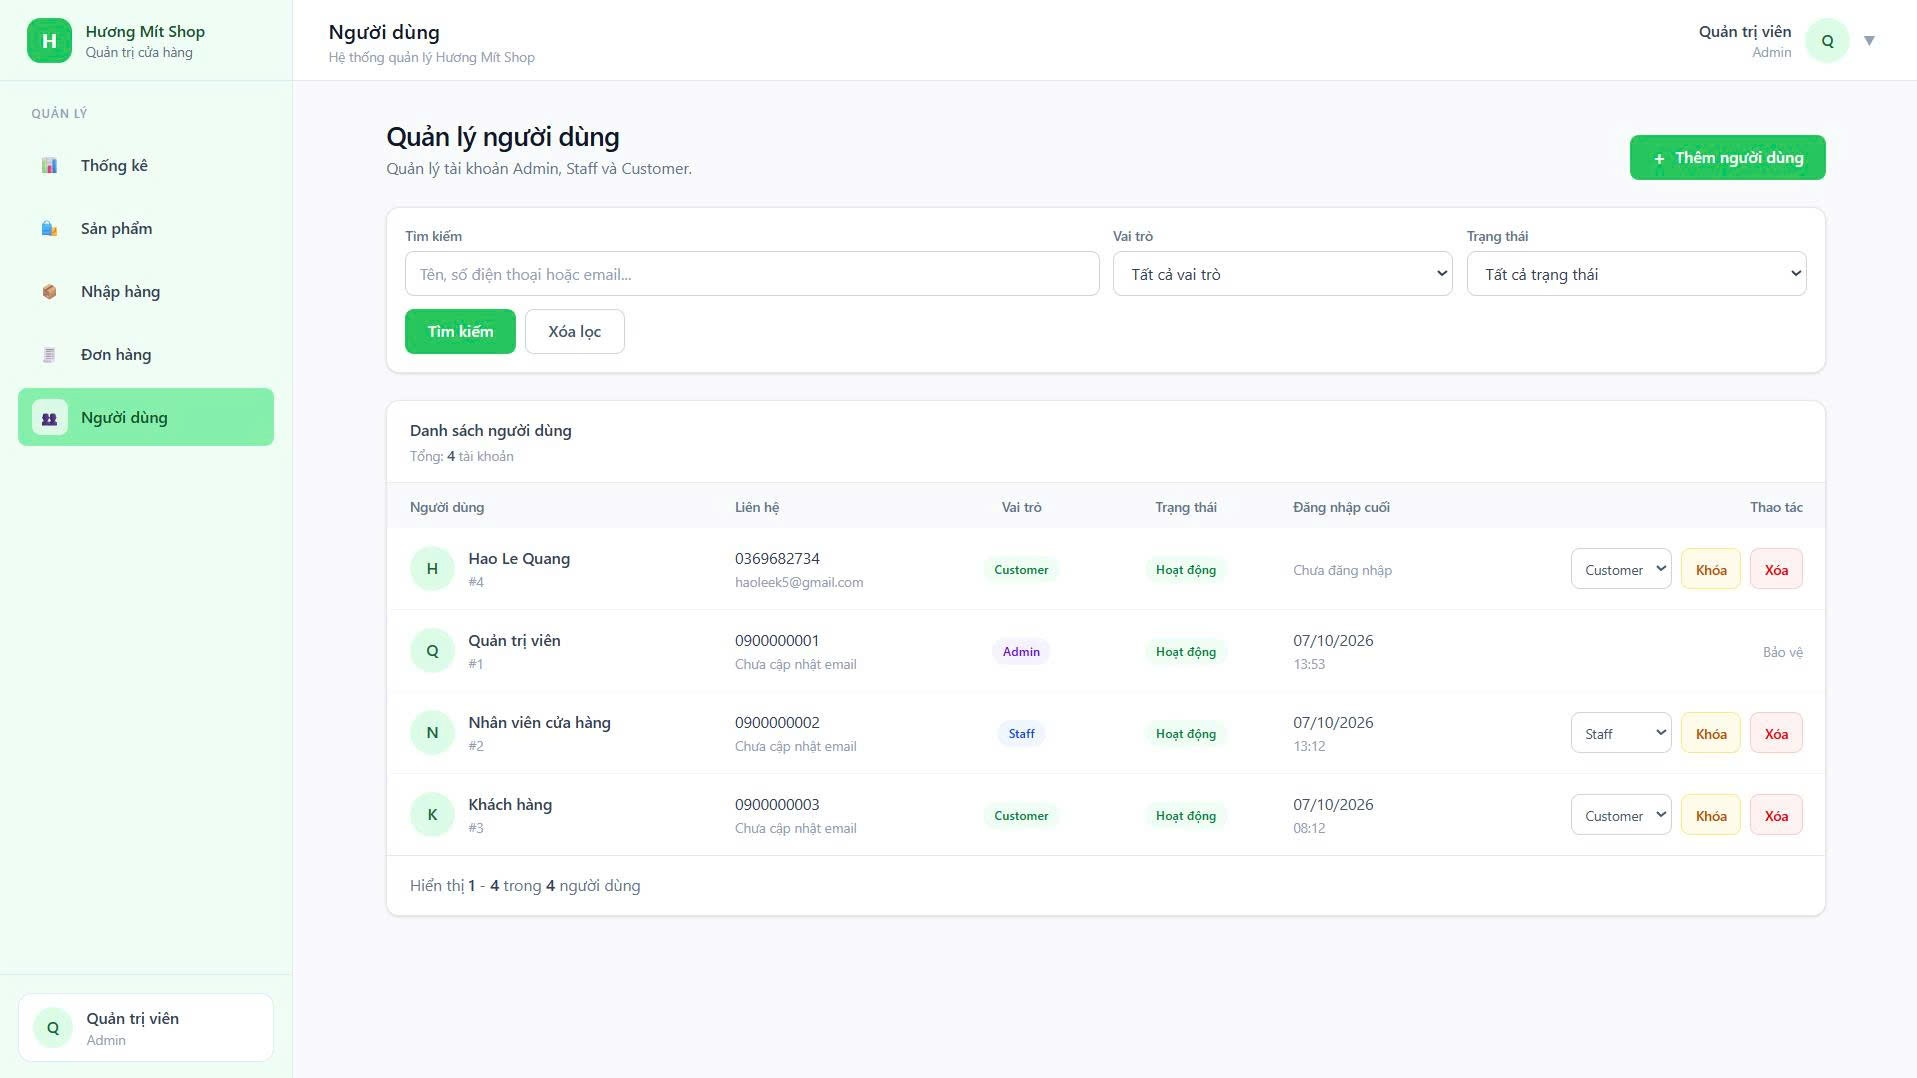 H
Hương Mít Shop
Quản trị cửa hàng
Người dùng
Hệ thống quản lý Hương Mít Shop
Quản trị viên
Admin
Q
▼
QUẢN LÝ
Thống kê
Sản phẩm
Nhập hàng
Đơn hàng
Người dùng
Quản lý người dùng
Quản lý tài khoản Admin, Staff và Customer.
+ Thêm người dùng
Tìm kiếm
Vai trò
Trạng thái
Tên, số điện thoại hoặc email...
Tất cả vai trò
Tất cả trạng thái
Tìm kiếm
Xóa lọc
Danh sách người dùng
Tổng: 4 tài khoản
Người dùng Liên hệ Vai trò Trạng thái Đăng nhập cuối Thao tác
H
Hao Le Quang
#4
0369682734
haoleek5@gmail.com
Customer
Hoạt động
Chưa đăng nhập
Customer
Khóa
Xóa
Q
Quản trị viên
#1
0900000001
Chưa cập nhật email
Admin
Hoạt động
07/10/2026
13:53
Bảo vệ
N
Nhân viên cửa hàng
#2
0900000002
Chưa cập nhật email
Staff
Hoạt động
07/10/2026
13:12
Staff
Khóa
Xóa
K
Khách hàng
#3
0900000003
Chưa cập nhật email
Customer
Hoạt động
07/10/2026
08:12
Customer
Khóa
Xóa
Hiển thị 1 - 4 trong 4 người dùng
Q
Quản trị viên
Admin